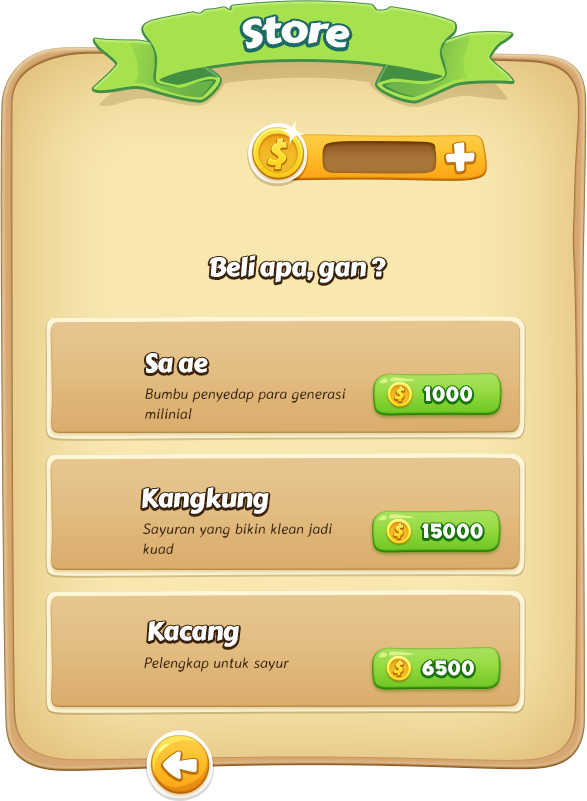 Store
Beli apa, gan ?
Sa ae
Bumbu penyedap para generasi
milinial
1000
Kangkung
Sayuran yang bikin klean jadi
kuad
15000
Kacang
Pelengkap untuk sayur
6500